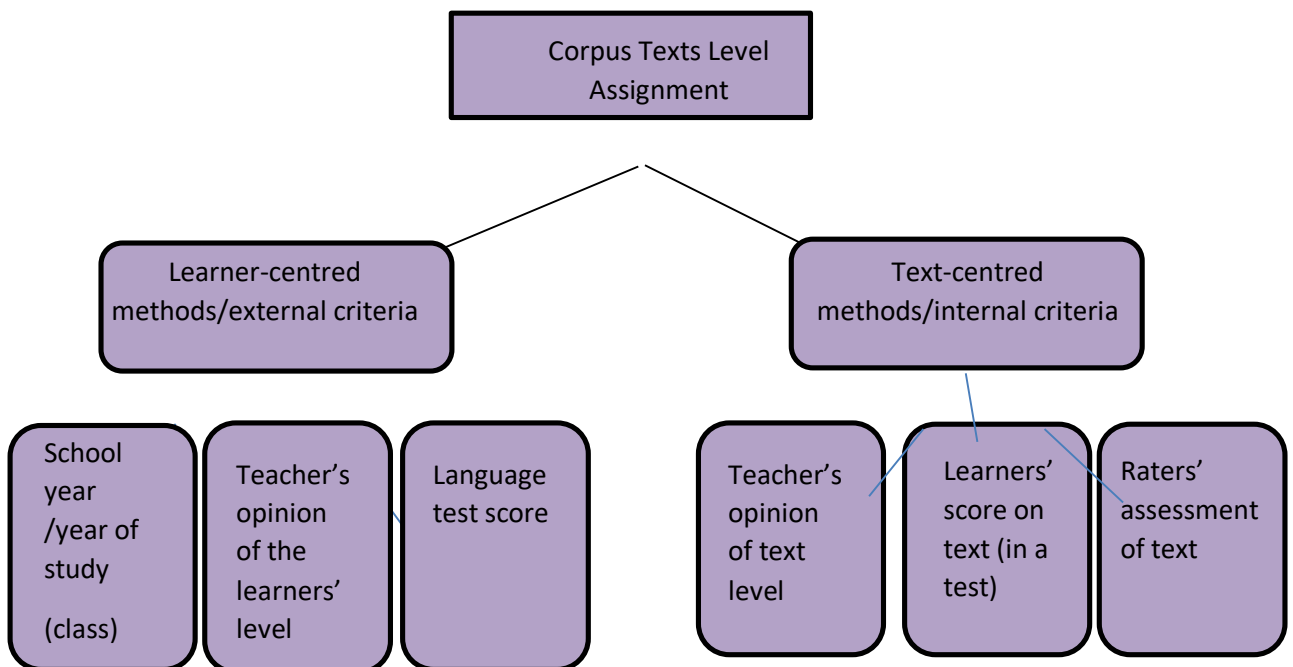 Corpus Texts Level
Assignment
Learner-centred
methods/external criteria
Text-centred
methods/internal criteria
School
year
/year of
study
(class)
Teacher’s
opinion
of the
learners’
level
Language
test score
Teacher’s
opinion
of text
level
Learners’
score on
text (in a
test)
Raters’
assessment
of text